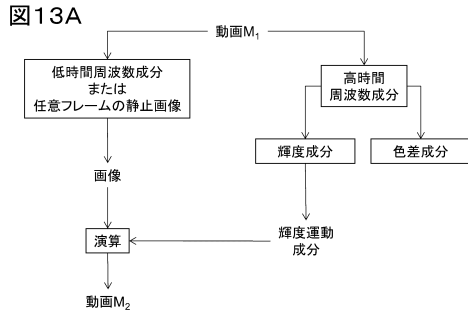 図13A
動画M₁
低時間周波数成分
または
任意フレームの静止画像
高時間
周波数成分
輝度成分
色差成分
画像
演算
輝度運動
成分
動画M₂